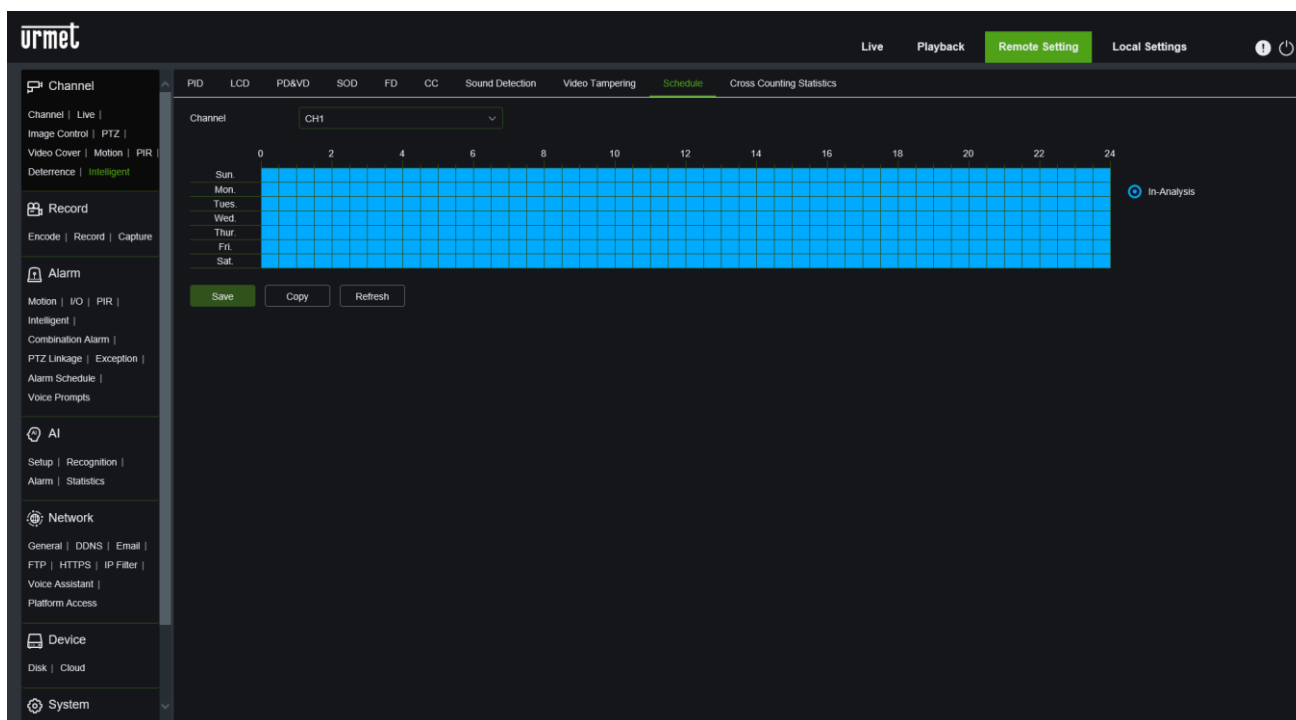 urmet
Live Playback Remote Setting Local Settings
Channel
Channel | Live |
Image Control | PTZ |
Video Cover | Motion | PIR |
Deterrence | Intelligent
Record
Encode | Record | Capture
Alarm
Motion | I/O | PIR |
Intelligent |
Combination Alarm |
PTZ Linkage | Exception |
Alarm Schedule |
Voice Prompts
AI
Setup | Recognition |
Alarm | Statistics
Network
General | DDNS | Email |
FTP | HTTPS | IP Filter |
Voice Assistant |
Platform Access
Device
Disk | Cloud
System
PID LCD PD&VD SOD FD CC Sound Detection Video Tampering Schedule Cross Counting Statistics
Channel CH1
0 2 4 6 8 10 12 14 16 18 20 22 24
Sun.
Mon.
Tues.
Wed.
Thur.
Fri.
Sat.
In-Analysis
Save Copy Refresh